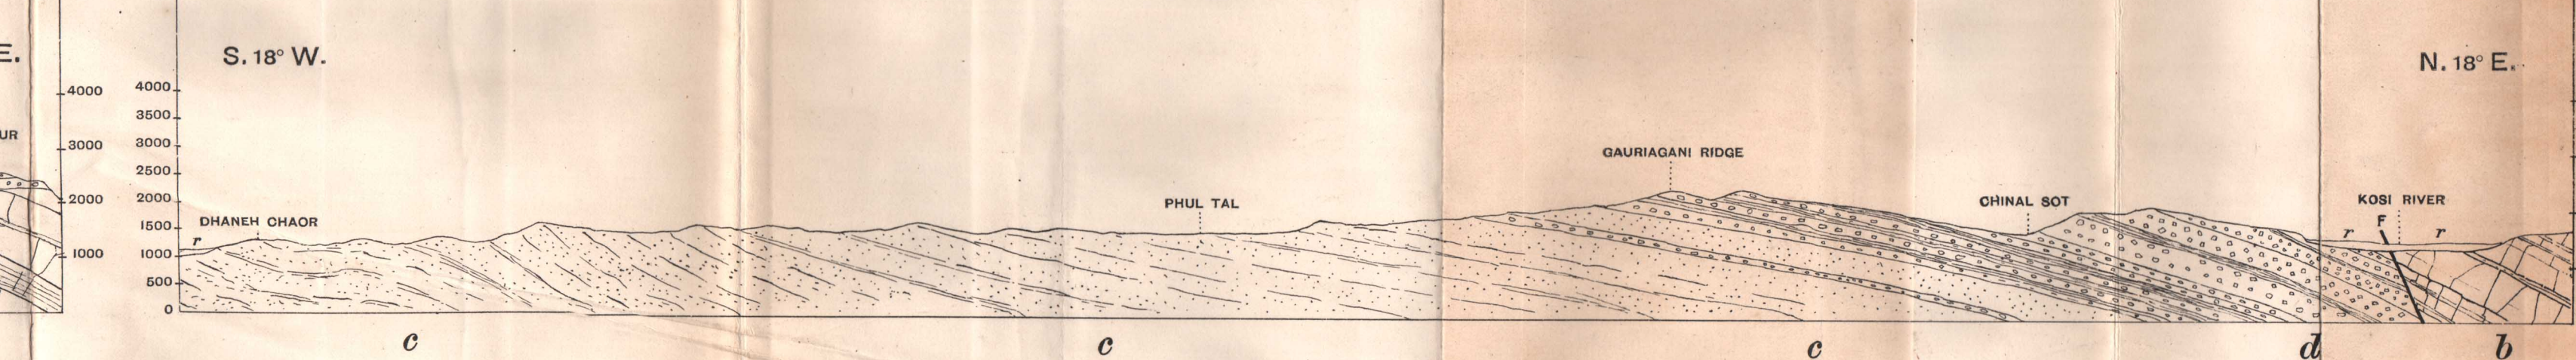 E.
UR
4000
3000
2000
1000
S. 18° W.
N. 18° E.
4000
3500
3000
2500
2000
1500
1000
500
0
DHANEH CHAOR
r
PHUL TAL
GAURIAGANI RIDGE
CHINAL SOT
KOSI RIVER
F
r
r
c
c
c
d
b